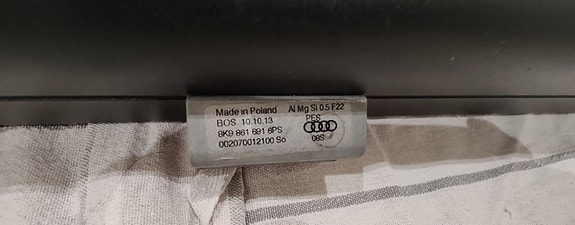 Made in Poland Al Mg Si 0.5 F22
BOS 10.10.13 PES
8K9 861 691 6PS
002070012100 So 08S